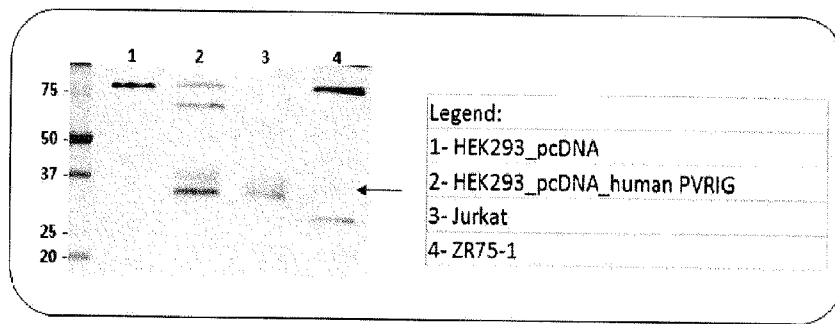 1 2 3 4
75 -
50 -
37 -
25 -
20 -
Legend:
1- HEK293_pcDNA
2- HEK293_pcDNA_human PVRIG
3- Jurkat
4- ZR75-1